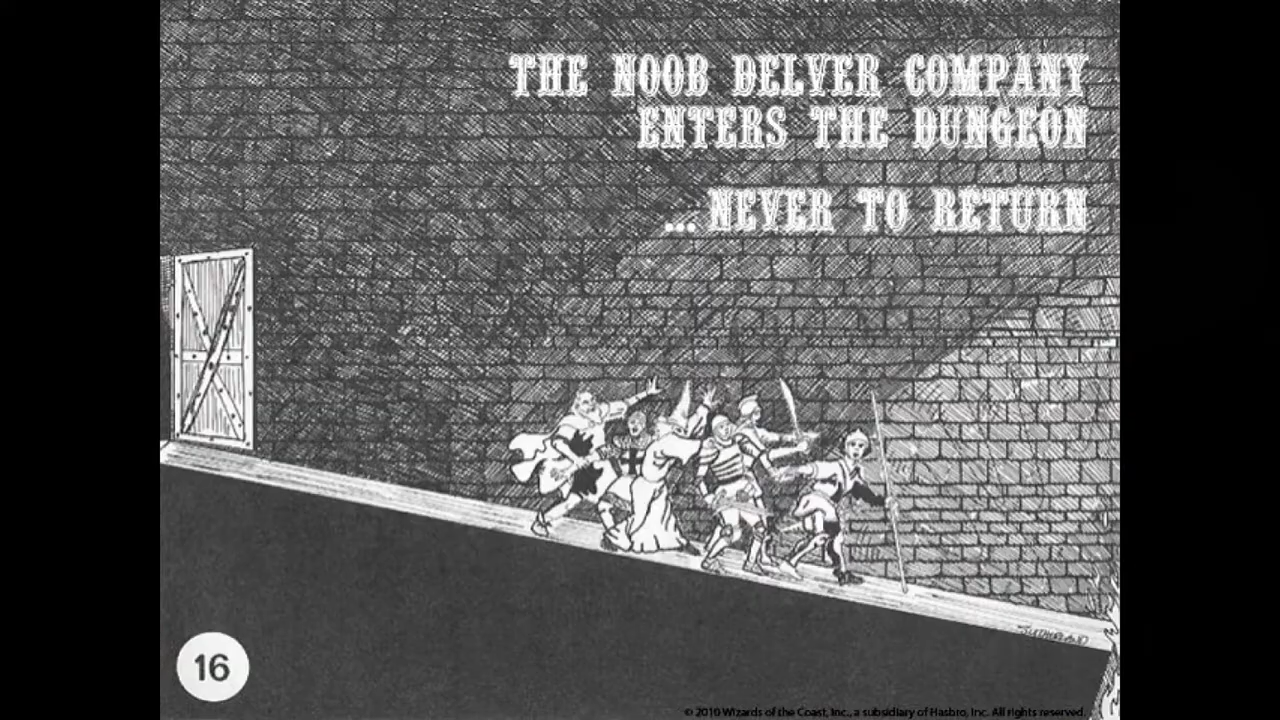 THE NOOB DELVER COMPANY
ENTERS THE DUNGEON
...NEVER TO RETURN
SUTHERLAND
16
© 2010 Wizards of the Coast, Inc., a subsidiary of Hasbro, Inc. All rights reserved.